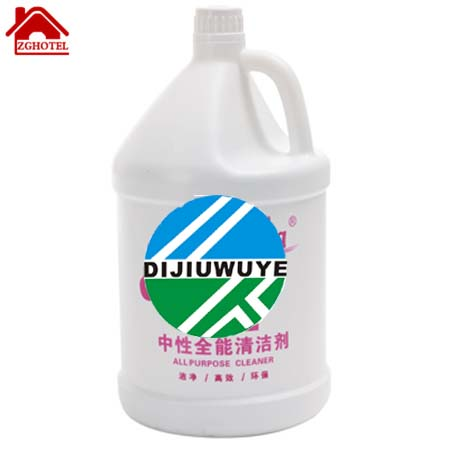 ZGHOTEL
®
DIJIUWUYE
中性全能清洁剂
ALL PURPOSE CLEANER
洁净 / 高效 / 环保